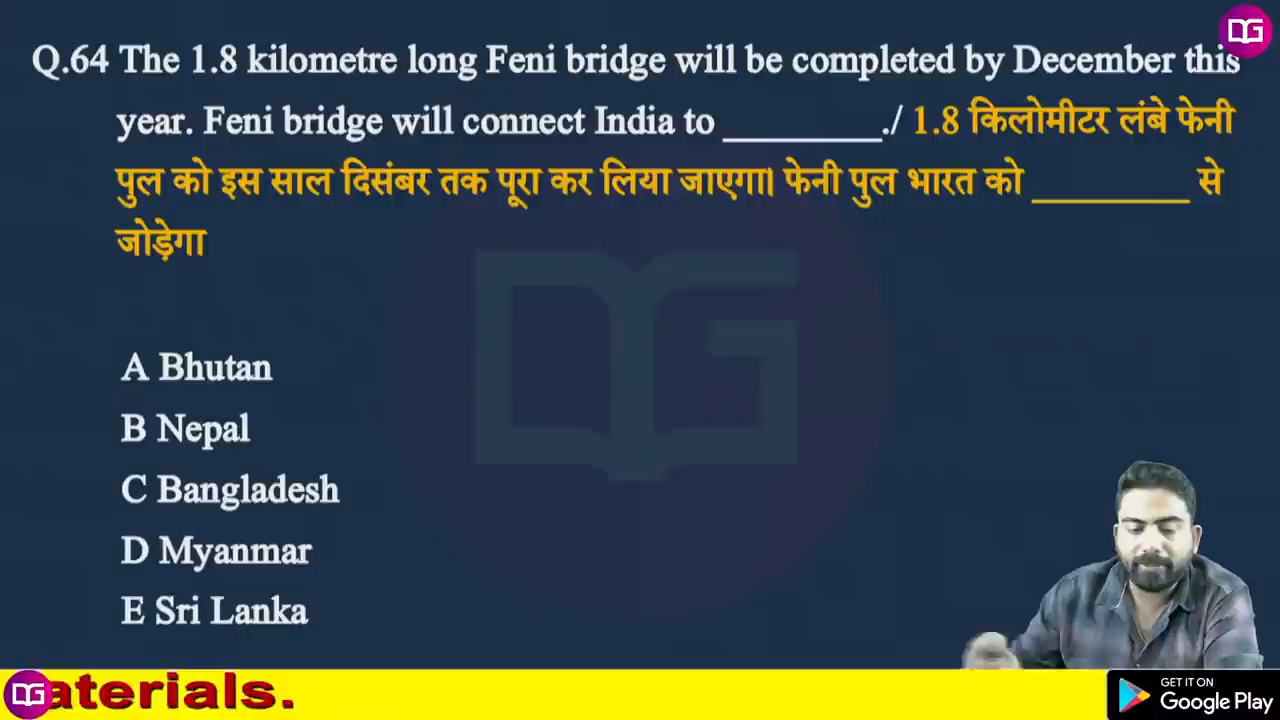 DG
Q.64 The 1.8 kilometre long Feni bridge will be completed by December this
year. Feni bridge will connect India to ________./ 1.8 किलोमीटर लंबे फेनी
पुल को इस साल दिसंबर तक पूरा कर लिया जाएगा। फेनी पुल भारत को ________ से
जोड़ेगा
A Bhutan
B Nepal
C Bangladesh
D Myanmar
E Sri Lanka
DG
aterials.
GET IT ON
Google Play